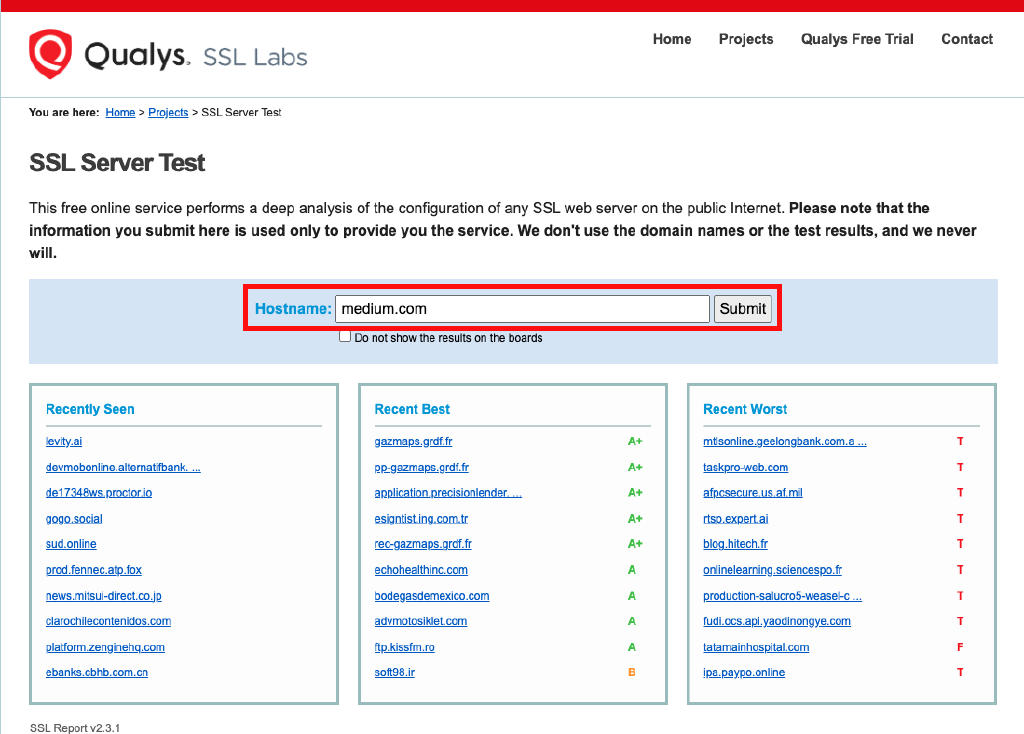 Qualys. SSL Labs
Home Projects Qualys Free Trial Contact
You are here: Home > Projects > SSL Server Test
SSL Server Test
This free online service performs a deep analysis of the configuration of any SSL web server on the public Internet. Please note that the
information you submit here is used only to provide you the service. We don't use the domain names or the test results, and we never
will.
Hostname: medium.com Submit
Do not show the results on the boards
Recently Seen
levity.ai
devmobonline.alternatifbank. ...
de17348ws.proctor.io
gogo.social
sud.online
prod.fennec.atp.fox
news.mitsui-direct.co.jp
clarochilecontenidos.com
platform.zenginehq.com
ebanks.cbhb.com.cn
Recent Best
gazmaps.grdf.fr A+
pp-gazmaps.grdf.fr A+
application.precisionlender. ... A+
esigntist.ing.com.tr A+
rec-gazmaps.grdf.fr A+
echohealthinc.com A
bodegasdemexico.com A
advmotosiklet.com A
ftp.kissfm.ro A
soft98.ir B
Recent Worst
mtlsonline.geelongbank.com.a ... T
taskpro-web.com T
afpcsecure.us.af.mil T
rtsp.expert.ai T
blog.hitech.fr T
onlinelearning.sciencespo.fr T
production-salucro5-weasel-c ... T
fudi.ocs.api.yaodinongye.com T
tatamainhospital.com F
ipa.paypo.online T
SSL Report v2.3.1